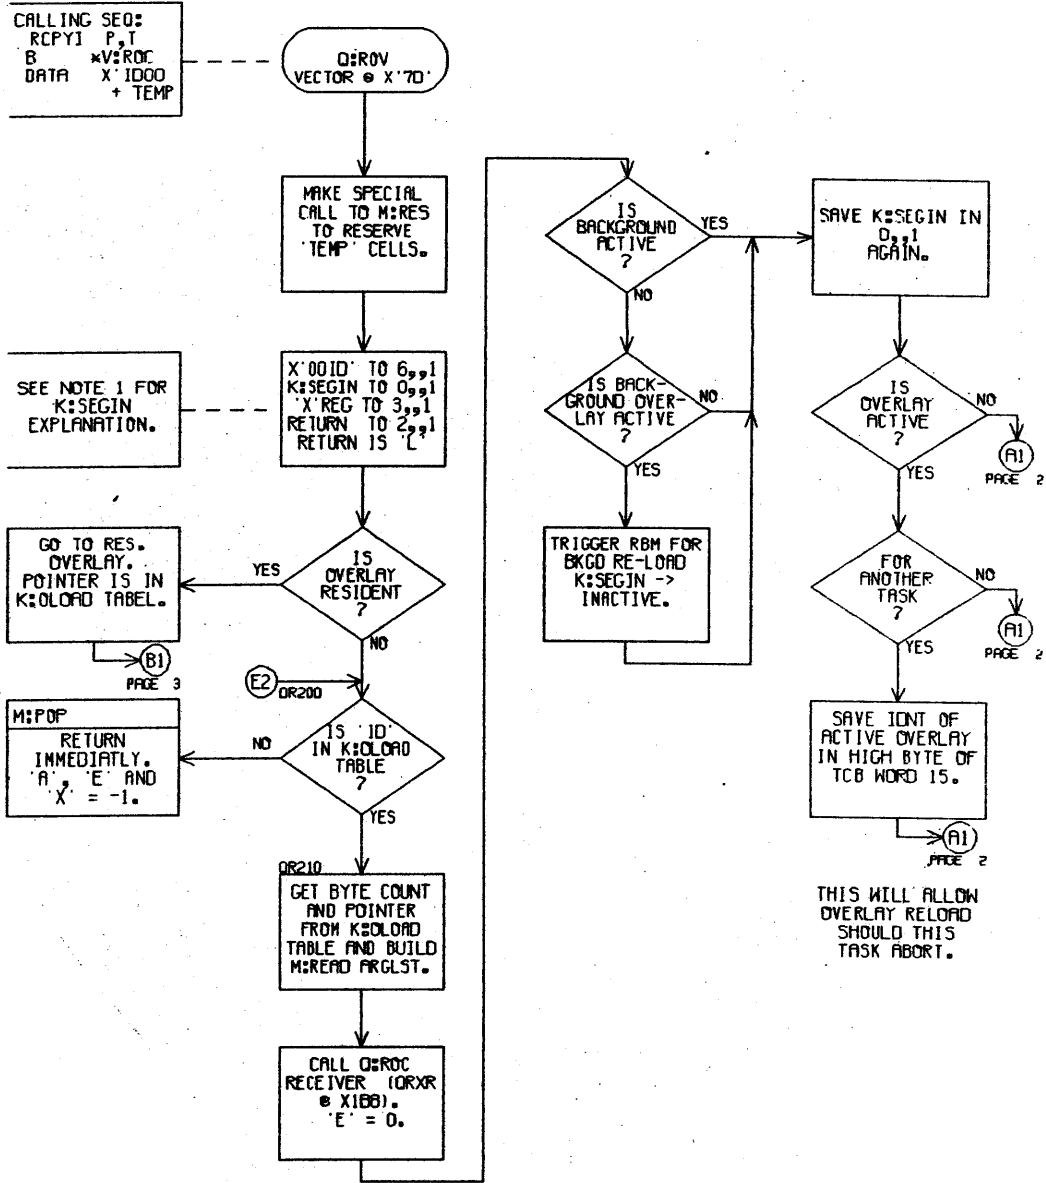 CALLING SEQ:
RCPYI P,T
B *V:ROC
DATA X'ID00
+ TEMP
Q:ROV
VECTOR @ X'7D'
MAKE SPECIAL
CALL TO M:RES
TO RESERVE
'TEMP' CELLS.
SEE NOTE 1 FOR
K:SEGIN
EXPLANATION.
X'00ID' TO 6,,1
K:SEGIN TO 0,,1
'X'REG TO 3,,1
RETURN TO 2,,1
RETURN IS 'L'
IS
OVERLAY
RESIDENT
?
YES
NO
GO TO RES.
OVERLAY.
POINTER IS IN
K:OLOAD TABEL.
B1
PAGE 3
E2
OR200
IS 'ID'
IN K:OLOAD
TABLE
?
NO
YES
M:POP
RETURN
IMMEDIATLY.
'A', 'E' AND
'X' = -1.
OR210
GET BYTE COUNT
AND POINTER
FROM K:OLOAD
TABLE AND BUILD
M:READ ARGLST.
CALL Q:ROC
RECEIVER (ORXR
@ X1BB).
'E' = 0.
IS
BACKGROUND
ACTIVE
?
YES
NO
IS BACK-
GROUND OVER-
LAY ACTIVE
?
NO
YES
TRIGGER RBM FOR
BKGD RE-LOAD
K:SEGIN ->
INACTIVE.
SAVE K:SEGIN IN
0,,1
AGAIN.
IS
OVERLAY
ACTIVE
?
NO
A1
PAGE 2
YES
FOR
ANOTHER
TASK
?
NO
A1
PAGE 2
YES
SAVE IDNT OF
ACTIVE OVERLAY
IN HIGH BYTE OF
TCB WORD 15.
A1
PAGE 2
THIS WILL ALLOW
OVERLAY RELOAD
SHOULD THIS
TASK ABORT.